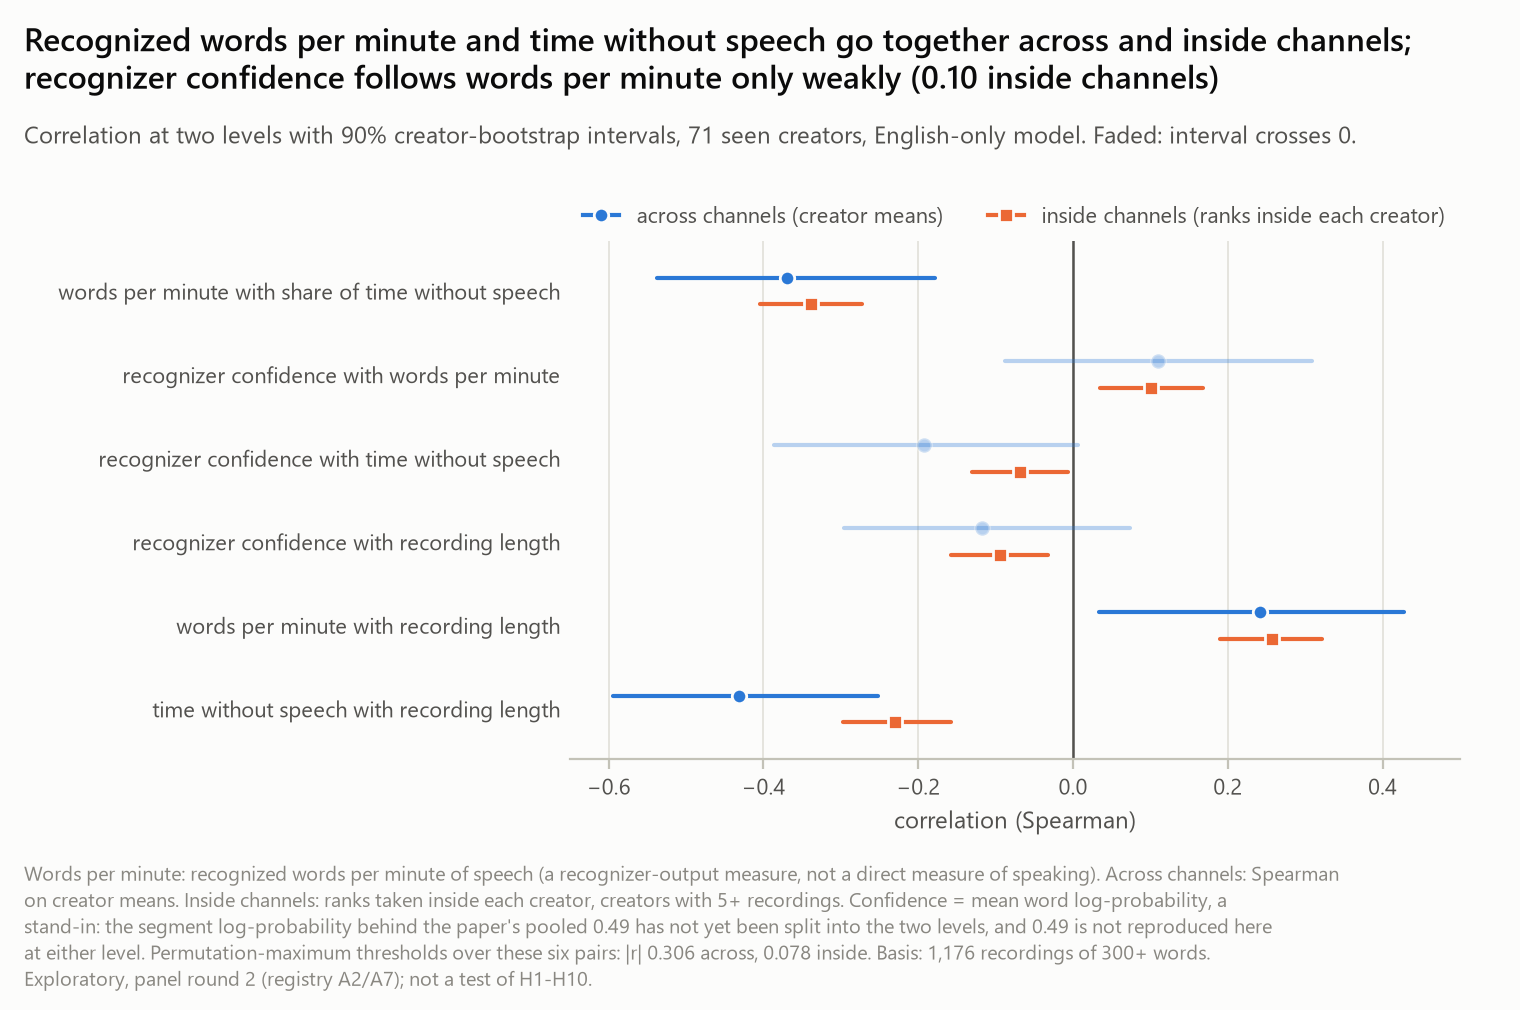 Recognized words per minute and time without speech go together across and inside channels;
recognizer confidence follows words per minute only weakly (0.10 inside channels)
Correlation at two levels with 90% creator-bootstrap intervals, 71 seen creators, English-only model. Faded: interval crosses 0.
across channels (creator means)
inside channels (ranks inside each creator)
words per minute with share of time without speech
recognizer confidence with words per minute
recognizer confidence with time without speech
recognizer confidence with recording length
words per minute with recording length
time without speech with recording length
−0.6
−0.4
−0.2
0.0
0.2
0.4
correlation (Spearman)
Words per minute: recognized words per minute of speech (a recognizer-output measure, not a direct measure of speaking). Across channels: Spearman
on creator means. Inside channels: ranks taken inside each creator, creators with 5+ recordings. Confidence = mean word log-probability, a
stand-in: the segment log-probability behind the paper's pooled 0.49 has not yet been split into the two levels, and 0.49 is not reproduced here
at either level. Permutation-maximum thresholds over these six pairs: |r| 0.306 across, 0.078 inside. Basis: 1,176 recordings of 300+ words.
Exploratory, panel round 2 (registry A2/A7); not a test of H1-H10.